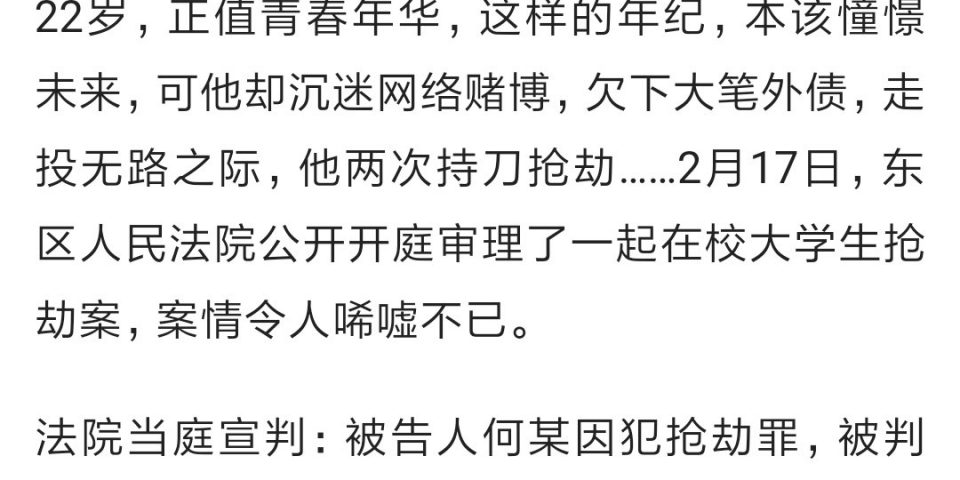 22岁，正值青春年华，这样的年纪，本该憧憬
未来，可他却沉迷网络赌博，欠下大笔外债，走
投无路之际，他两次持刀抢劫……2月17日，东
区人民法院公开开庭审理了一起在校大学生抢
劫案，案情令人唏嘘不已。
法院当庭宣判：被告人何某因犯抢劫罪，被判